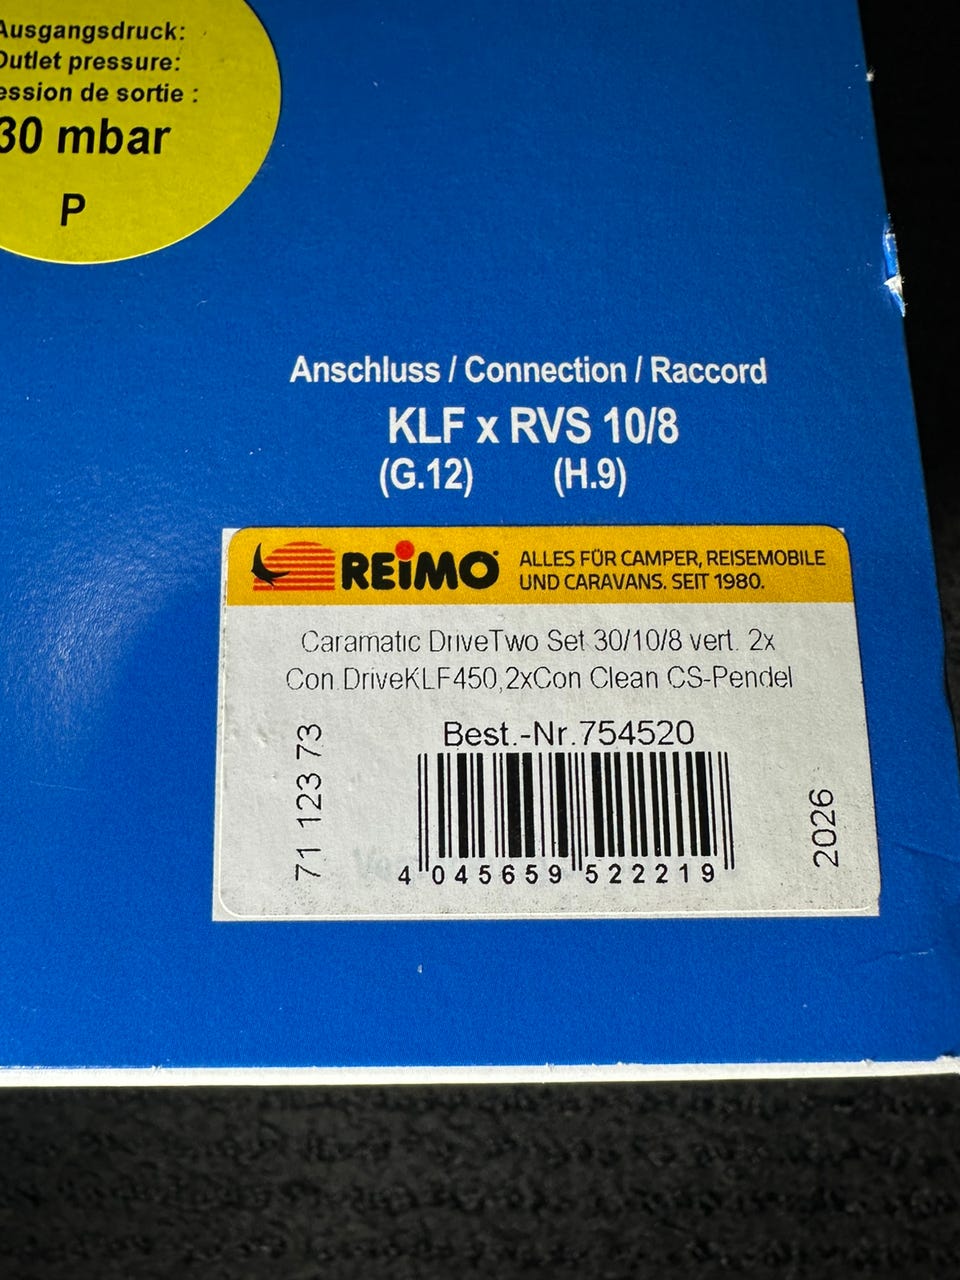 Ausgangsdruck:
Outlet pressure:
ession de sortie :
30 mbar
P
Anschluss / Connection / Raccord
KLF x RVS 10/8
(G.12) (H.9)
REIMO ALLES FÜR CAMPER, REISEMOBILE
UND CARAVANS. SEIT 1980.
Caramatic DriveTwo Set 30/10/8 vert. 2x
Con.DriveKLF450,2xCon Clean CS-Pendel
Best.-Nr.754520
71 123 73
2026
4 045659 522219